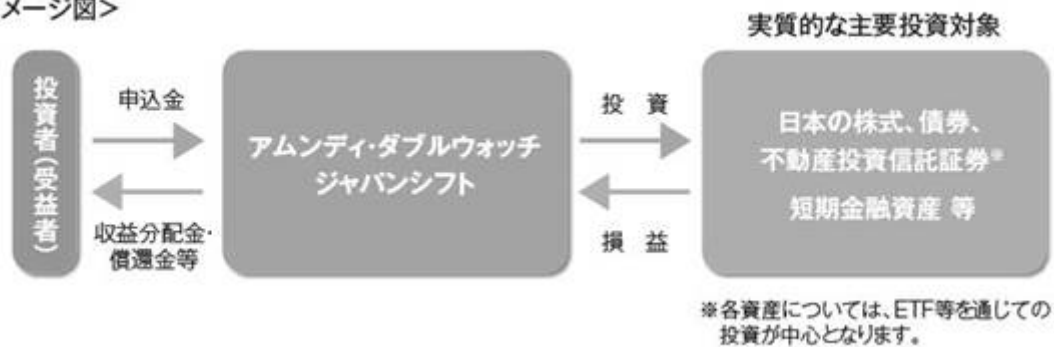 メージ図>
実質的な主要投資対象
投資者(受益者)
申込金
収益分配金・
償還金等
アムンディ・ダブルウォッチ
ジャパンシフト
投 資
損 益
日本の株式、債券、
不動産投資信託証券※
短期金融資産 等
※各資産については、ETF等を通じての
投資が中心となります。